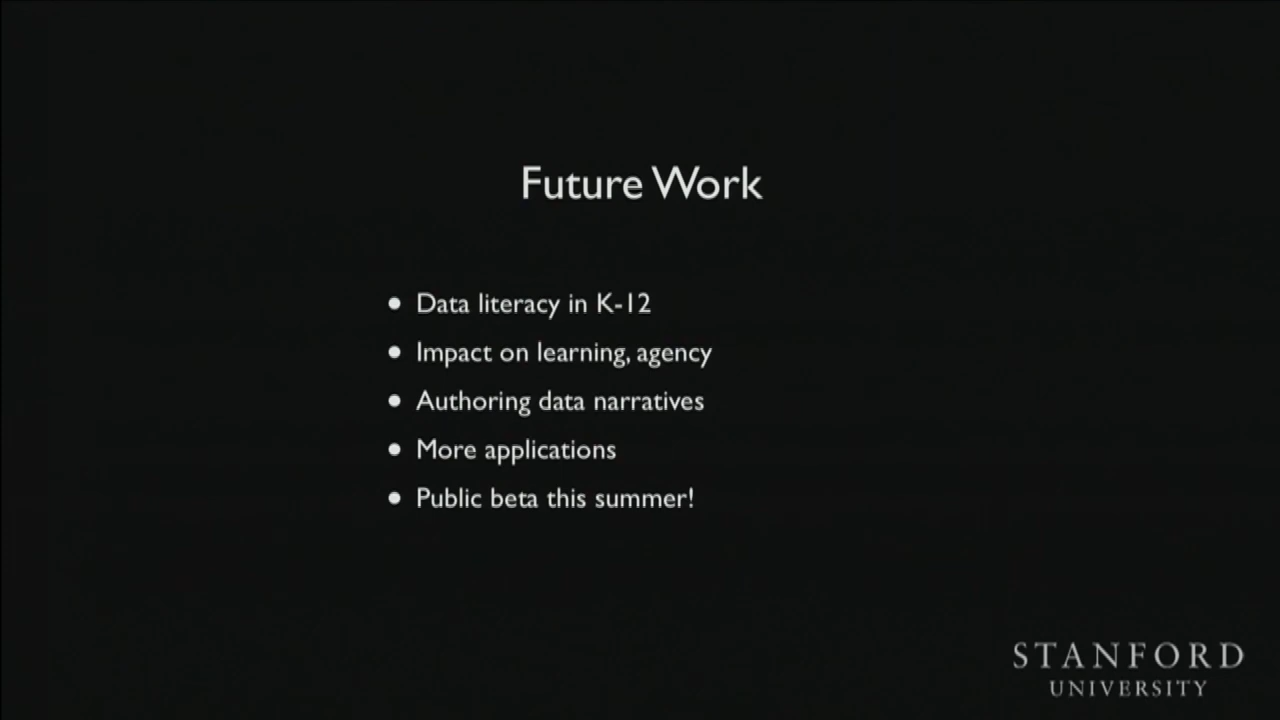 Future Work
• Data literacy in K-12
• Impact on learning, agency
• Authoring data narratives
• More applications
• Public beta this summer!
STANFORD
UNIVERSITY